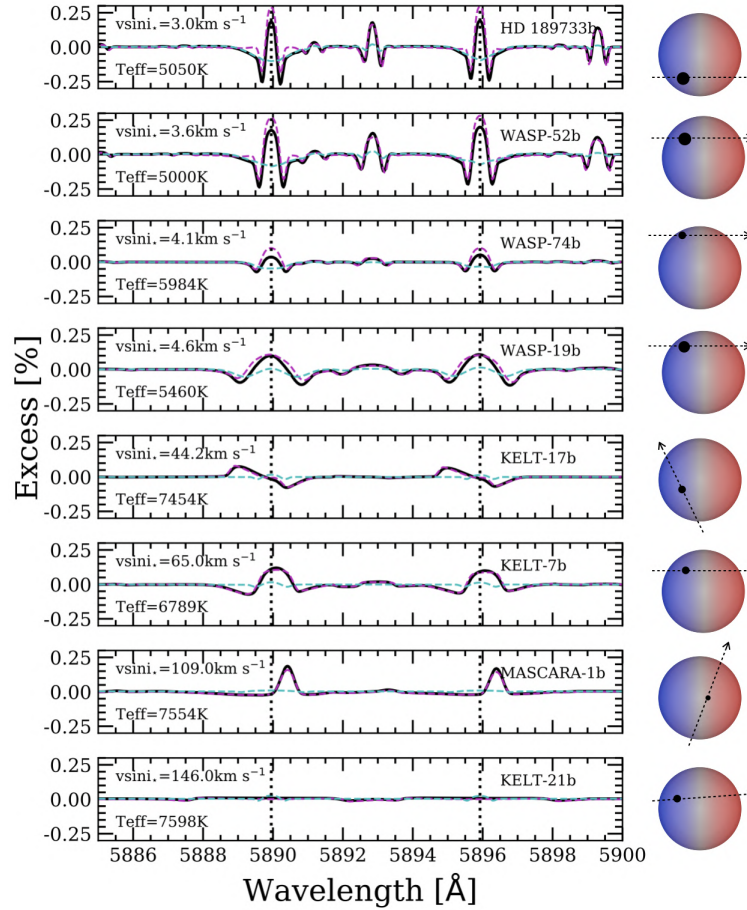 0.25
0.00
-0.25
vsini⋆=3.0km s−1
HD 189733b
Teff=5050K
0.25
0.00
-0.25
vsini⋆=3.6km s−1
WASP-52b
Teff=5000K
0.25
0.00
-0.25
vsini⋆=4.1km s−1
WASP-74b
Teff=5984K
0.25
0.00
-0.25
vsini⋆=4.6km s−1
WASP-19b
Teff=5460K
0.25
0.00
-0.25
vsini⋆=44.2km s−1
KELT-17b
Teff=7454K
0.25
0.00
-0.25
vsini⋆=65.0km s−1
KELT-7b
Teff=6789K
0.25
0.00
-0.25
vsini⋆=109.0km s−1
MASCARA-1b
Teff=7554K
0.25
0.00
-0.25
vsini⋆=146.0km s−1
KELT-21b
Teff=7598K
Excess [%]
5886 5888 5890 5892 5894 5896 5898 5900
Wavelength [Å]